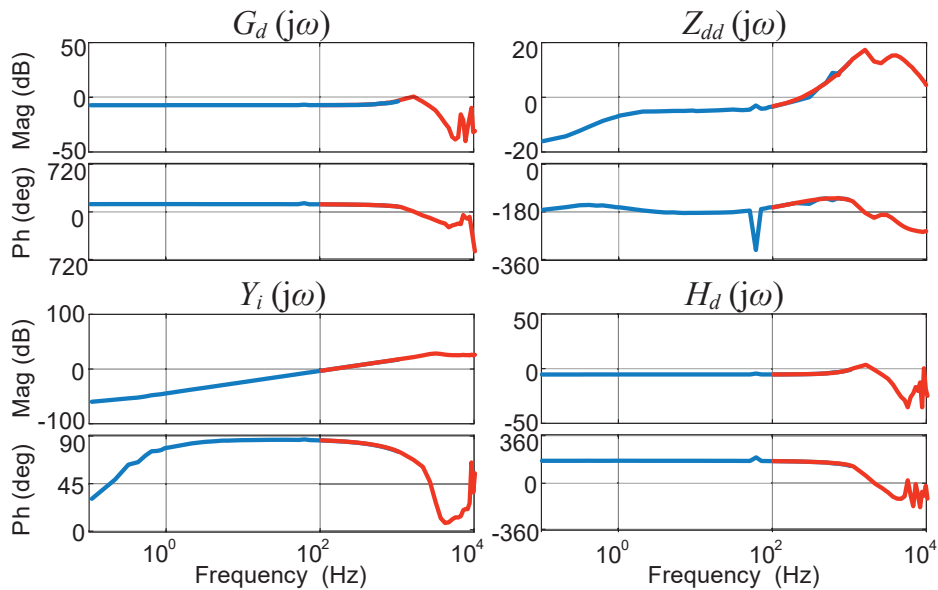 G_d (jω)
Mag (dB)
50
0
-50
Ph (deg)
720
0
720
Z_dd (jω)
20
0
-20
-180
-360
Y_i (jω)
Mag (dB)
100
0
-100
Ph (deg)
90
45
0
10^0 10^2 10^4
Frequency (Hz)
H_d (jω)
50
0
-50
360
0
-360
10^0 10^2 10^4
Frequency (Hz)